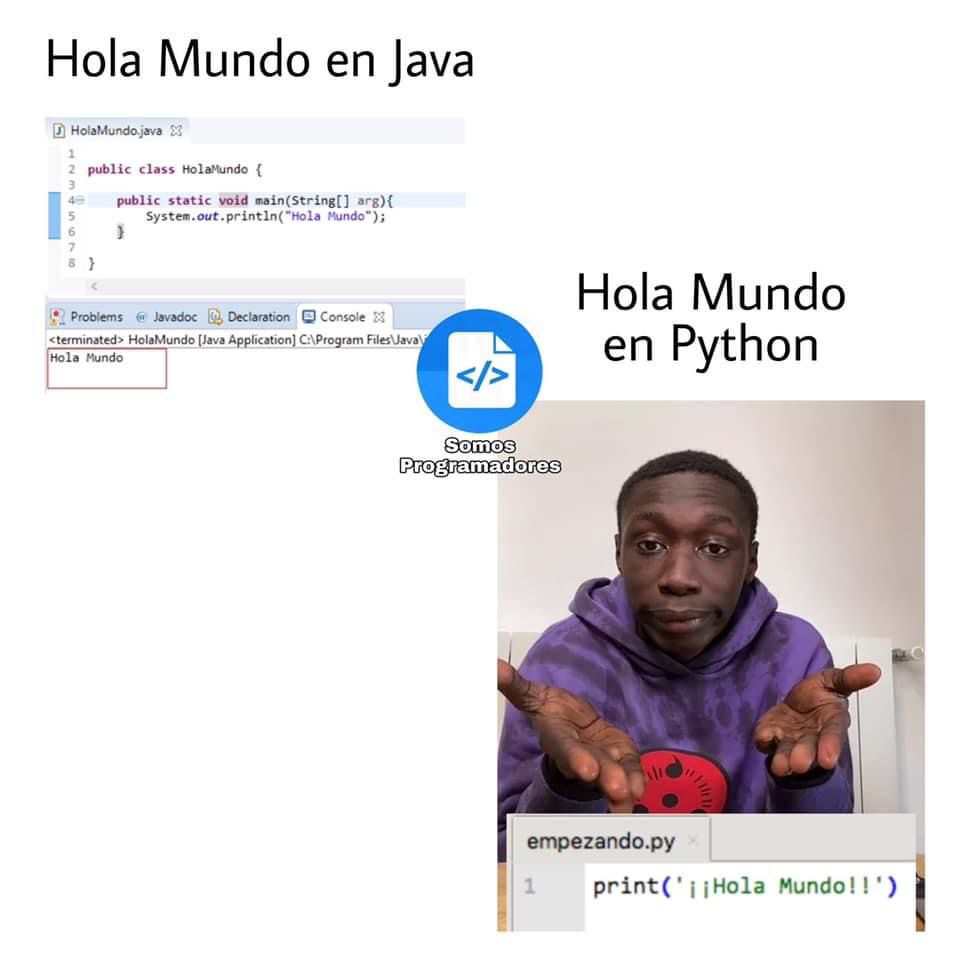 Hola Mundo en Java
HolaMundo.java
1
2 public class HolaMundo {
3
4 public static void main(String[] arg){
5 System.out.println("Hola Mundo");
6 }
7
8 }
Problems @ Javadoc Declaration Console
<terminated> HolaMundo [Java Application] C:\Program Files\Java\
Hola Mundo
</>
Somos
Programadores
Hola Mundo
en Python
empezando.py
1 print('¡¡Hola Mundo!!')